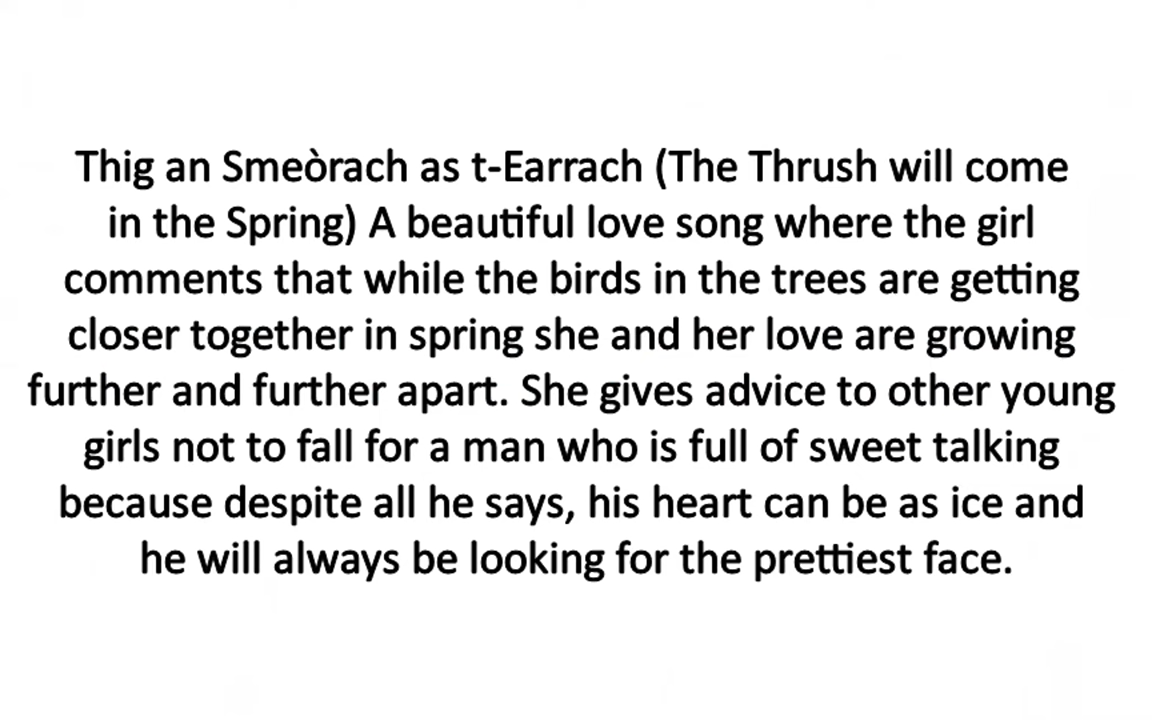 Thig an Smeòrach as t-Earrach (The Thrush will come
in the Spring) A beautiful love song where the girl
comments that while the birds in the trees are getting
closer together in spring she and her love are growing
further and further apart. She gives advice to other young
girls not to fall for a man who is full of sweet talking
because despite all he says, his heart can be as ice and
he will always be looking for the prettiest face.